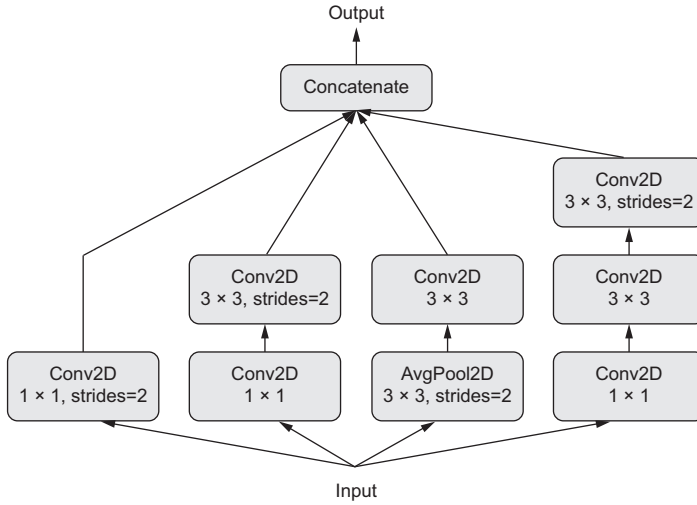 Output
Concatenate
Conv2D
3 × 3, strides=2
Conv2D
3 × 3, strides=2
Conv2D
3 × 3
Conv2D
3 × 3
Conv2D
1 × 1, strides=2
Conv2D
1 × 1
AvgPool2D
3 × 3, strides=2
Conv2D
1 × 1
Input